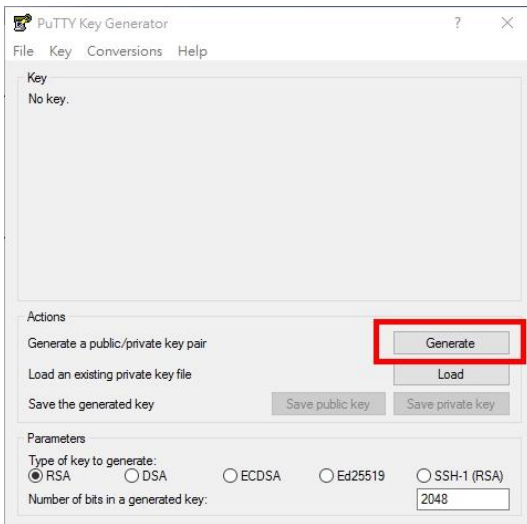 PuTTY Key Generator ? ×
File Key Conversions Help
Key
No key.
Actions
Generate a public/private key pair Generate
Load an existing private key file Load
Save the generated key Save public key Save private key
Parameters
Type of key to generate:
RSA DSA ECDSA Ed25519 SSH-1 (RSA)
Number of bits in a generated key: 2048